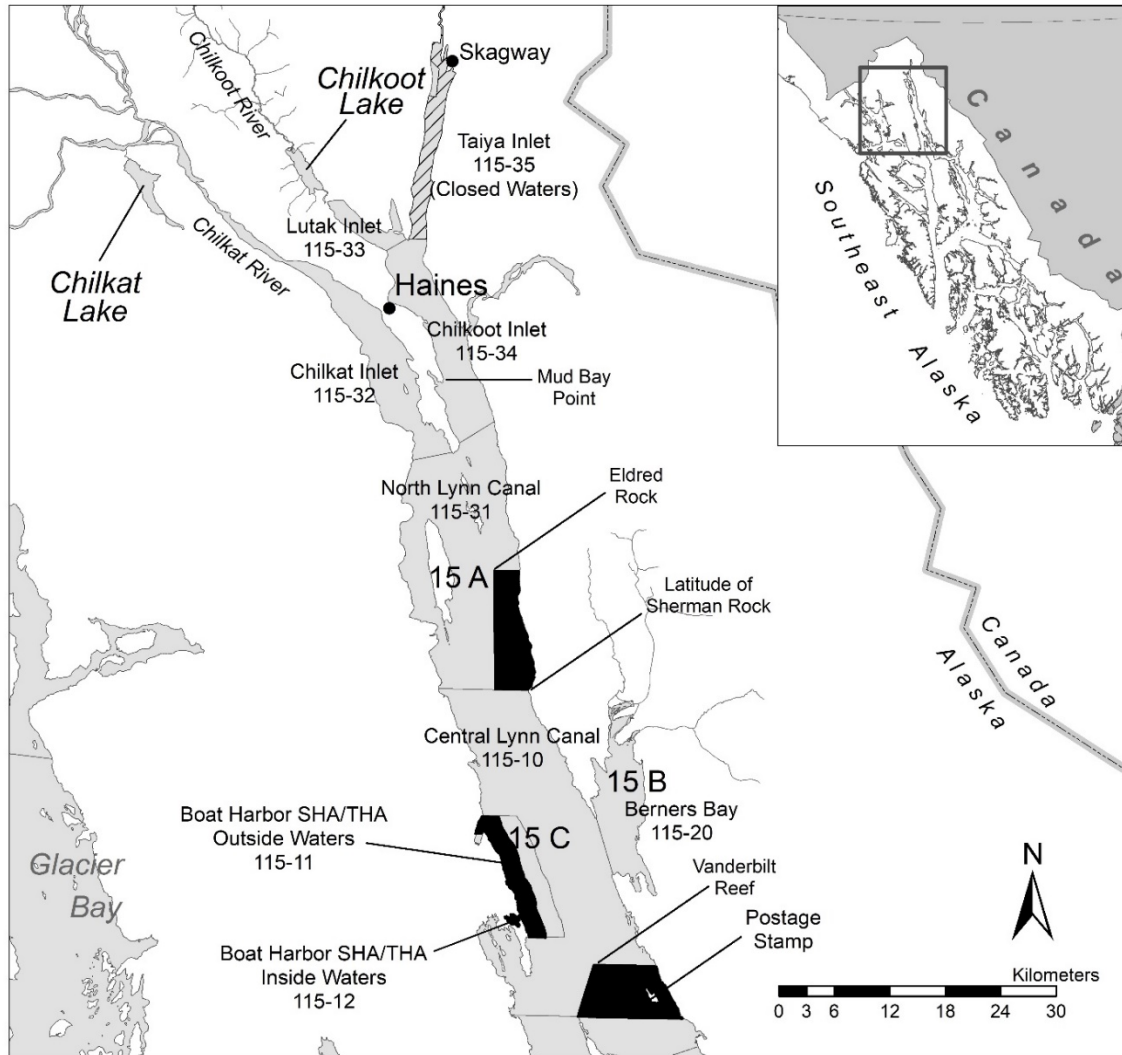 Skagway
Chilkoot River
Chilkoot
Lake
Taiya Inlet
115-35
(Closed Waters)
Lutak Inlet
115-33
Chilkat River
Chilkat
Lake
Haines
Chilkoot Inlet
115-34
Chilkat Inlet
115-32
Mud Bay
Point
North Lynn Canal
115-31
Eldred
Rock
15 A
Latitude of
Sherman Rock
Central Lynn Canal
115-10
15 B
Berners Bay
115-20
Boat Harbor SHA/THA
Outside Waters
115-11
15 C
Vanderbilt
Reef
Postage
Stamp
Boat Harbor SHA/THA
Inside Waters
115-12
Glacier
Bay
Canada
Alaska
Canada
Southeast Alaska
N
Kilometers
0 3 6 12 18 24 30